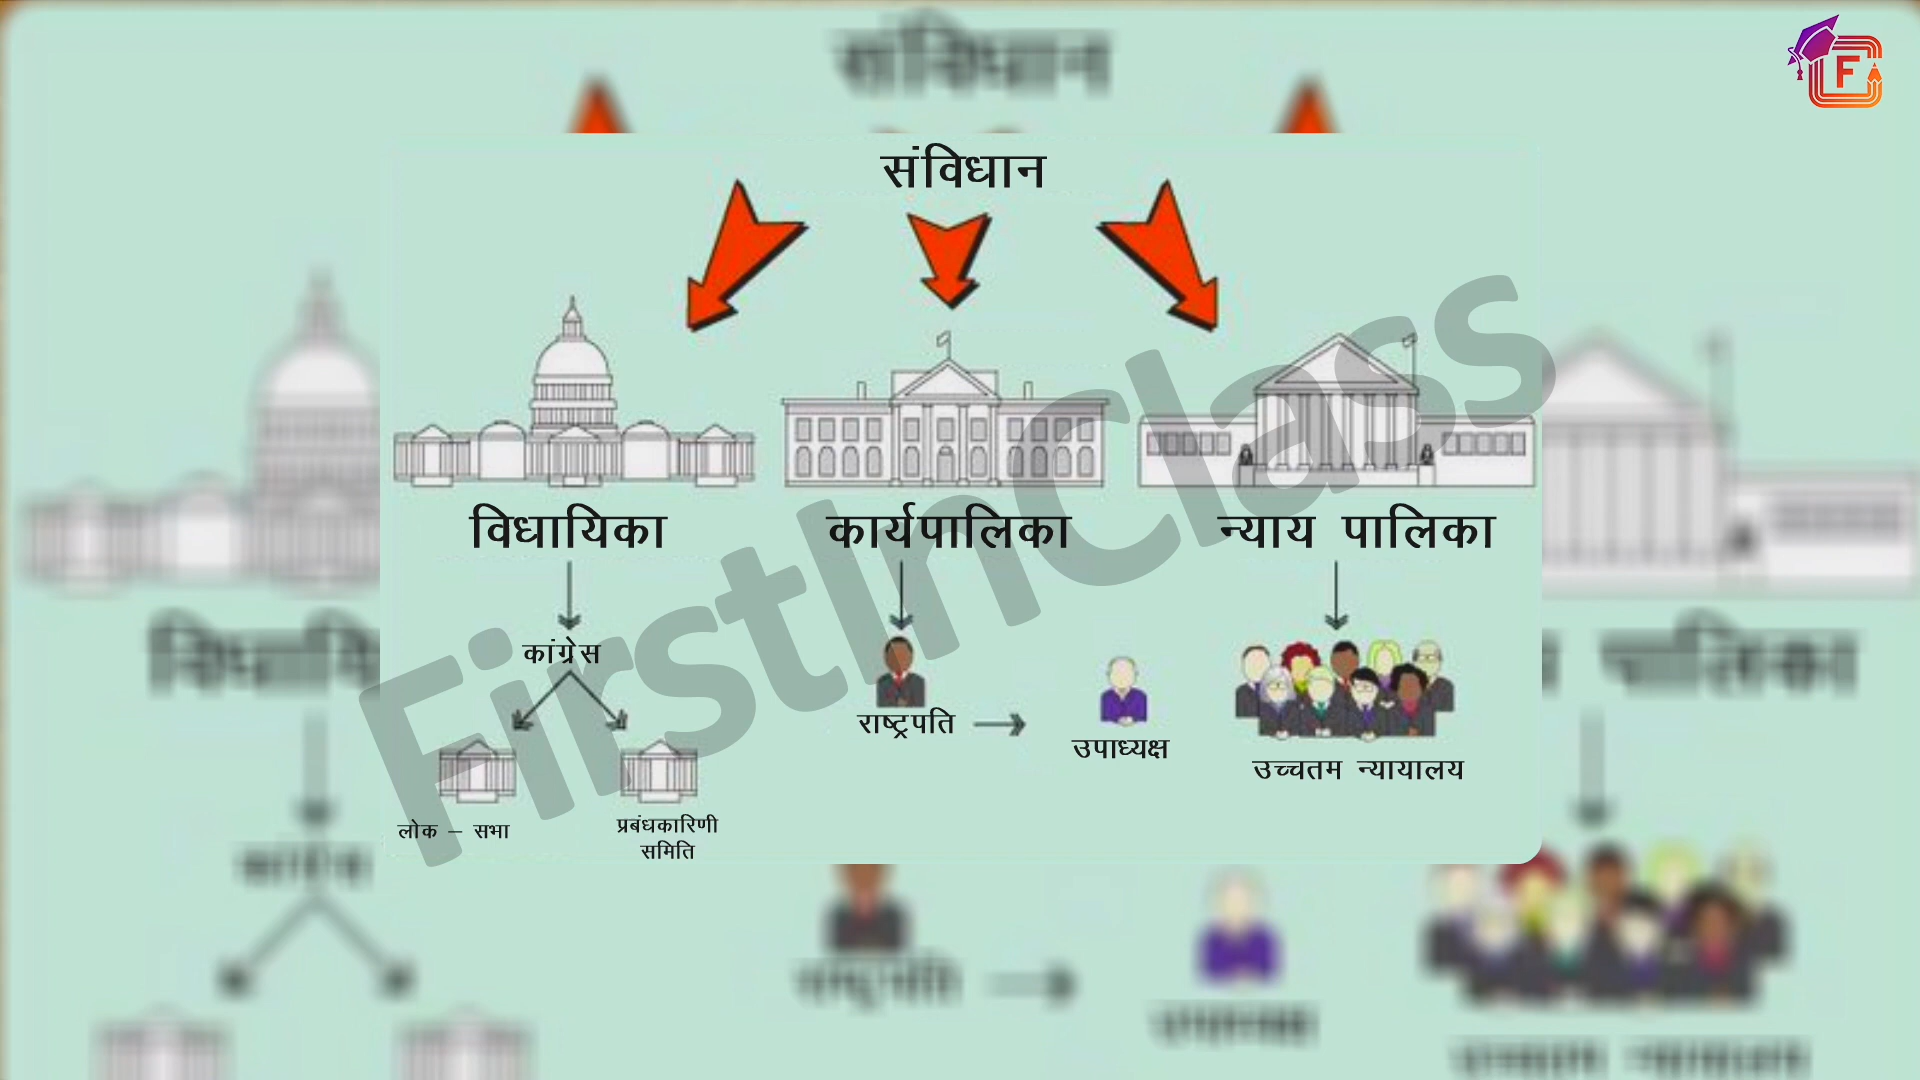 संविधान
विधायिका
कार्यपालिका
न्याय पालिका
कांग्रेस
राष्ट्रपति
उपाध्यक्ष
उच्चतम न्यायालय
लोक – सभा
प्रबंधकारिणी
समिति
FirstInClass
F